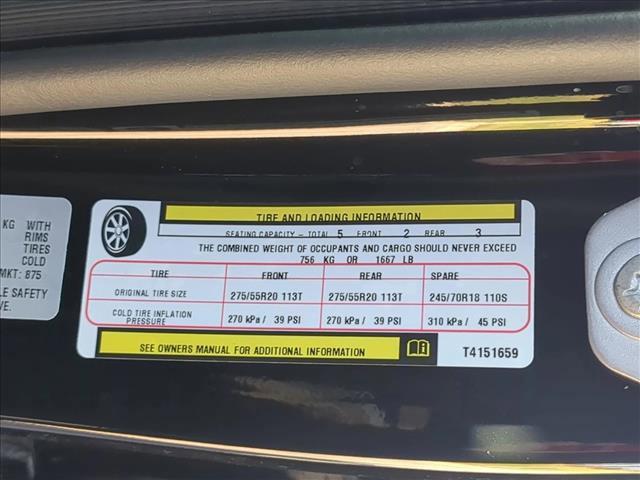 KG WITH
RIMS
TIRES
COLD
MKT: 875
LE SAFETY
VE.
TIRE AND LOADING INFORMATION
SEATING CAPACITY - TOTAL 5 FRONT 2 REAR 3
THE COMBINED WEIGHT OF OCCUPANTS AND CARGO SHOULD NEVER EXCEED
756 KG OR 1667 LB
TIRE FRONT REAR SPARE
ORIGINAL TIRE SIZE 275/55R20 113T 275/55R20 113T 245/70R18 110S
COLD TIRE INFLATION PRESSURE 270 kPa / 39 PSI 270 kPa / 39 PSI 310 kPa / 45 PSI
SEE OWNERS MANUAL FOR ADDITIONAL INFORMATION
T4151659